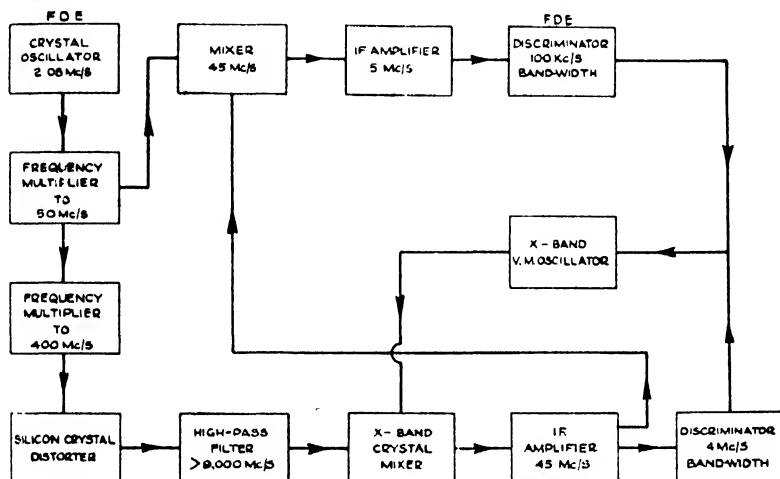 FDE
FDE
CRYSTAL
OSCILLATOR
2.08 Mc/S
MIXER
45 Mc/S
IF AMPLIFIER
5 Mc/S
DISCRIMINATOR
100 Kc/S
BAND-WIDTH
FREQUENCY
MULTIPLIER
TO
50 Mc/S
X-BAND
V.M. OSCILLATOR
FREQUENCY
MULTIPLIER
TO
400 Mc/S
SILICON CRYSTAL
DISTORTER
HIGH-PASS
FILTER
>9,000 Mc/S
X-BAND
CRYSTAL
MIXER
I.F.
AMPLIFIER
45 Mc/S
DISCRIMINATOR
4 Mc/S
BAND-WIDTH